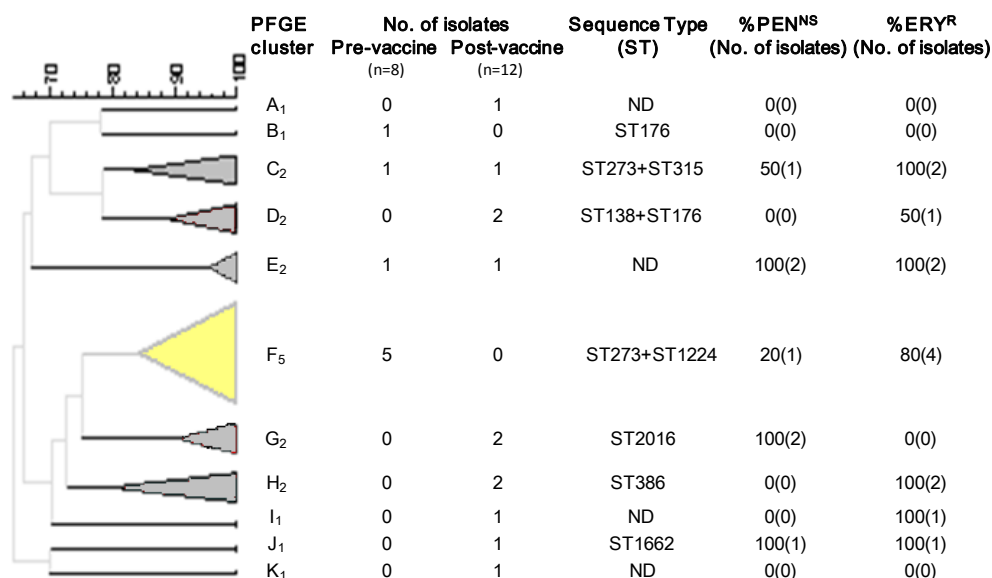 PFGE cluster No. of isolates Sequence Type (ST) %PENᴺˢ (No. of isolates) %ERYᴿ (No. of isolates)
Pre-vaccine (n=8) Post-vaccine (n=12)
70 80 90 100
A₁ 0 1 ND 0(0) 0(0)
B₁ 1 0 ST176 0(0) 0(0)
C₂ 1 1 ST273+ST315 50(1) 100(2)
D₂ 0 2 ST138+ST176 0(0) 50(1)
E₂ 1 1 ND 100(2) 100(2)
F₅ 5 0 ST273+ST1224 20(1) 80(4)
G₂ 0 2 ST2016 100(2) 0(0)
H₂ 0 2 ST386 0(0) 100(2)
I₁ 0 1 ND 0(0) 100(1)
J₁ 0 1 ST1662 100(1) 100(1)
K₁ 0 1 ND 0(0) 0(0)